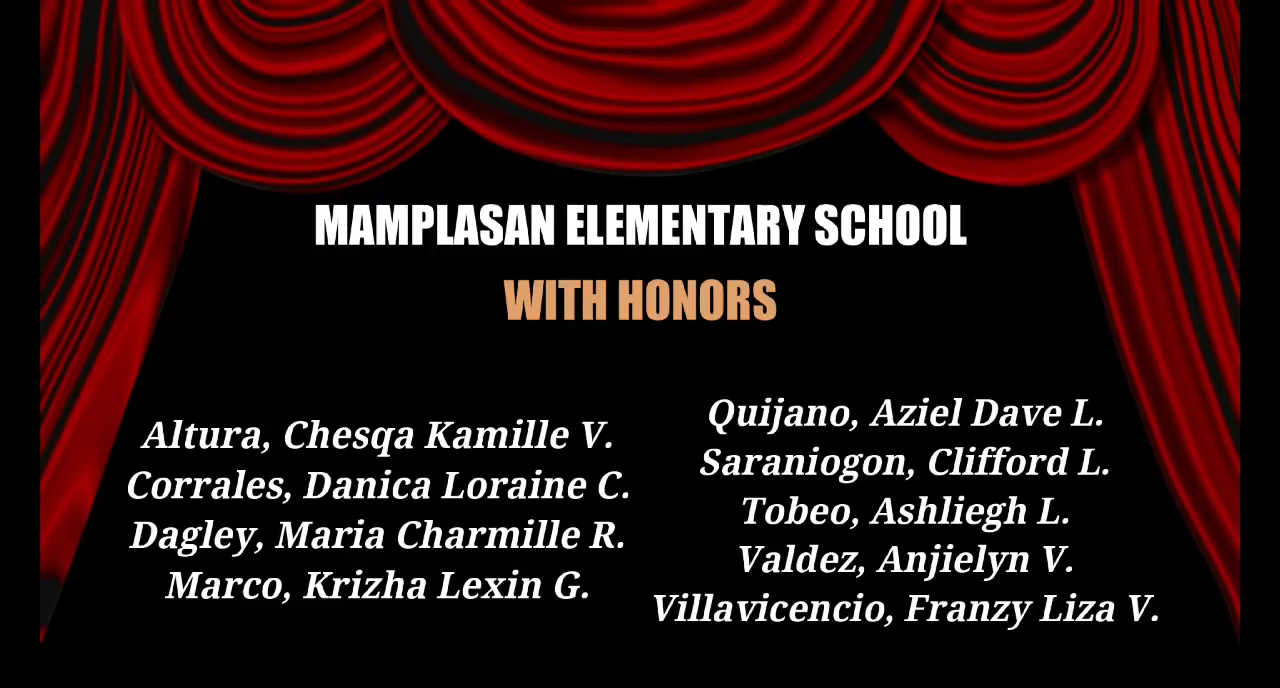 MAMPLASAN ELEMENTARY SCHOOL
WITH HONORS
Altura, Chesqa Kamille V.
Corrales, Danica Loraine C.
Dagley, Maria Charmille R.
Marco, Krizha Lexin G.
Quijano, Aziel Dave L.
Saraniogon, Clifford L.
Tobeo, Ashliegh L.
Valdez, Anjielyn V.
Villavicencio, Franzy Liza V.